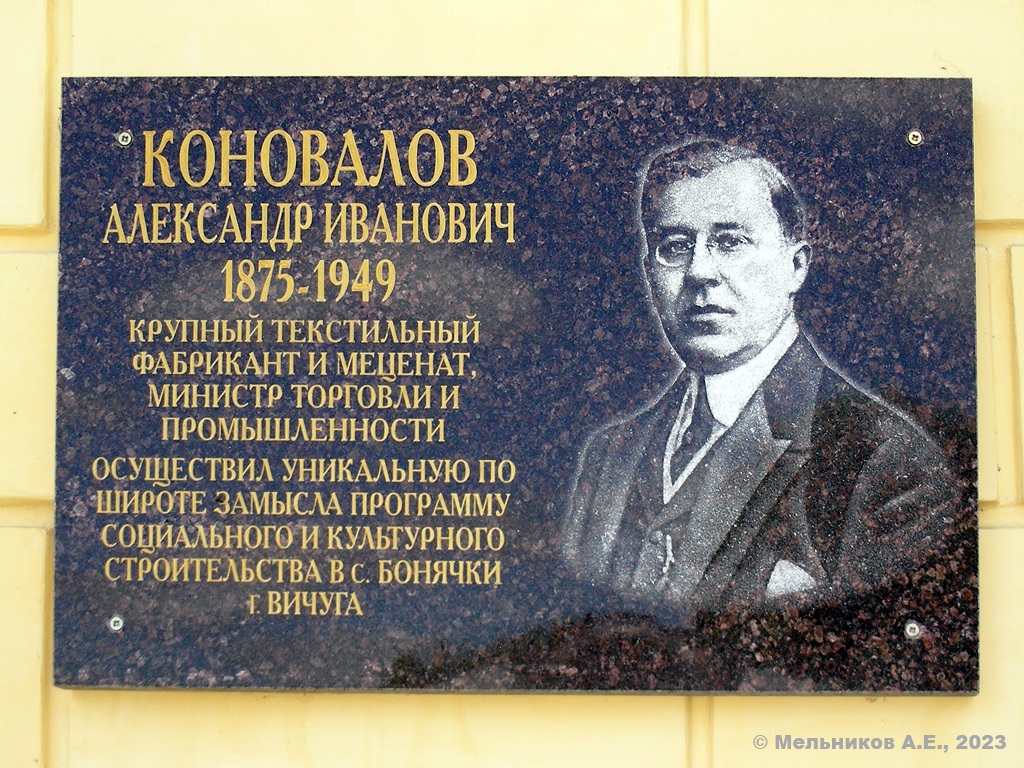 КОНОВАЛОВ
АЛЕКСАНДР ИВАНОВИЧ
1875-1949
КРУПНЫЙ ТЕКСТИЛЬНЫЙ
ФАБРИКАНТ И МЕЦЕНАТ,
МИНИСТР ТОРГОВЛИ И
ПРОМЫШЛЕННОСТИ
ОСУЩЕСТВИЛ УНИКАЛЬНУЮ ПО
ШИРОТЕ ЗАМЫСЛА ПРОГРАММУ
СОЦИАЛЬНОГО И КУЛЬТУРНОГО
СТРОИТЕЛЬСТВА В с. БОНЯЧКИ
г. ВИЧУГА
© Мельников А.Е., 2023